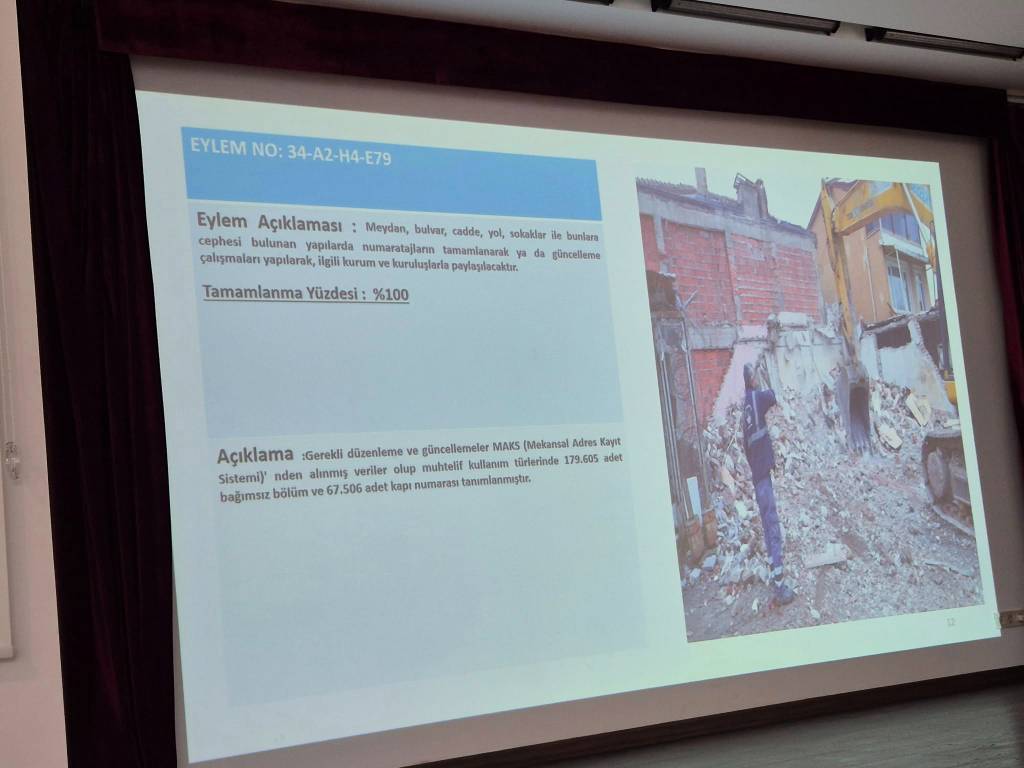 EYLEM NO: 34-A2-H4-E79
Eylem Açıklaması : Meydan, bulvar, cadde, yol, sokaklar ile bunlara
cephesi bulunan yapılarda numaratajların tamamlanarak ya da güncelleme
çalışmaları yapılarak, ilgili kurum ve kuruluşlarla paylaşılacaktır.
Tamamlanma Yüzdesi : %100
Açıklama :Gerekli düzenleme ve güncellemeler MAKS (Mekansal Adres Kayıt
Sistemi)' nden alınmış veriler olup muhtelif kullanım türlerinde 179.605 adet
bağımsız bölüm ve 67.506 adet kapı numarası tanımlanmıştır.
12